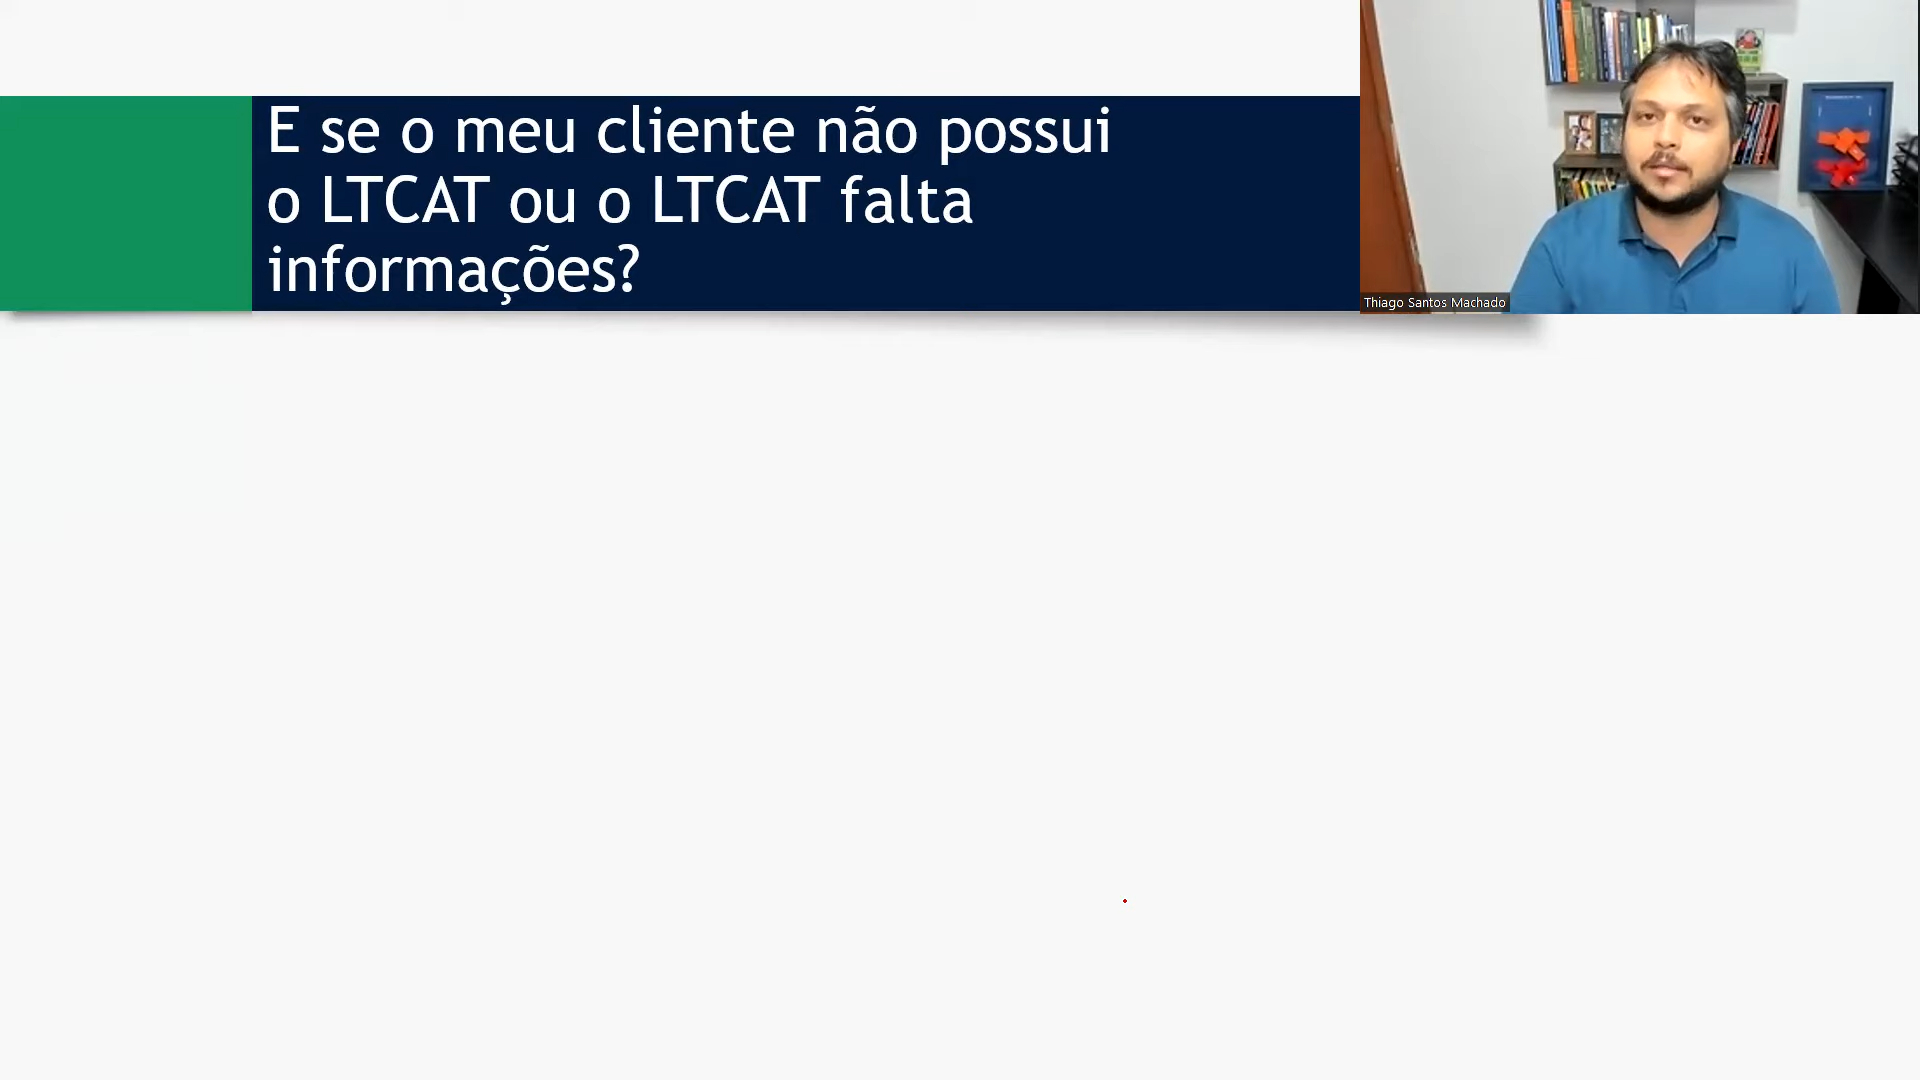 E se o meu cliente não possui
o LTCAT ou o LTCAT falta
informações?
Thiago Santos Machado